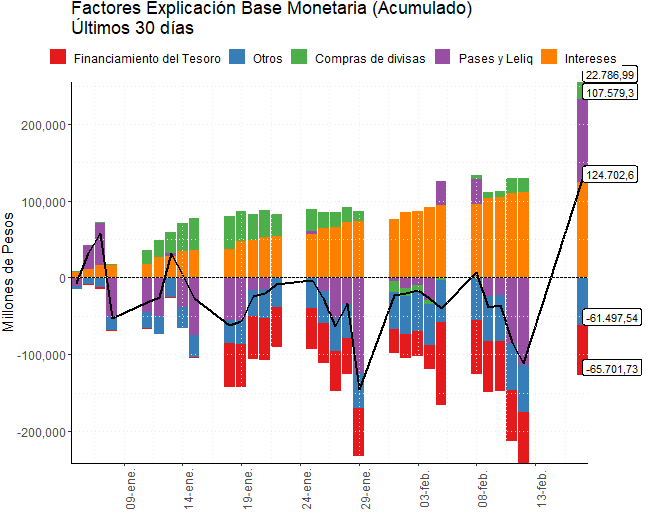 Factores Explicación Base Monetaria (Acumulado)
Últimos 30 días
Financiamiento del Tesoro Otros Compras de divisas Pases y Leliq Intereses
22.786,99
107.579,3
124.702,6
-61.497,54
-65.701,73
Millones de Pesos
200,000
100,000
0
-100,000
-200,000
09-ene.
14-ene.
19-ene.
24-ene.
29-ene.
03-feb.
08-feb.
13-feb.